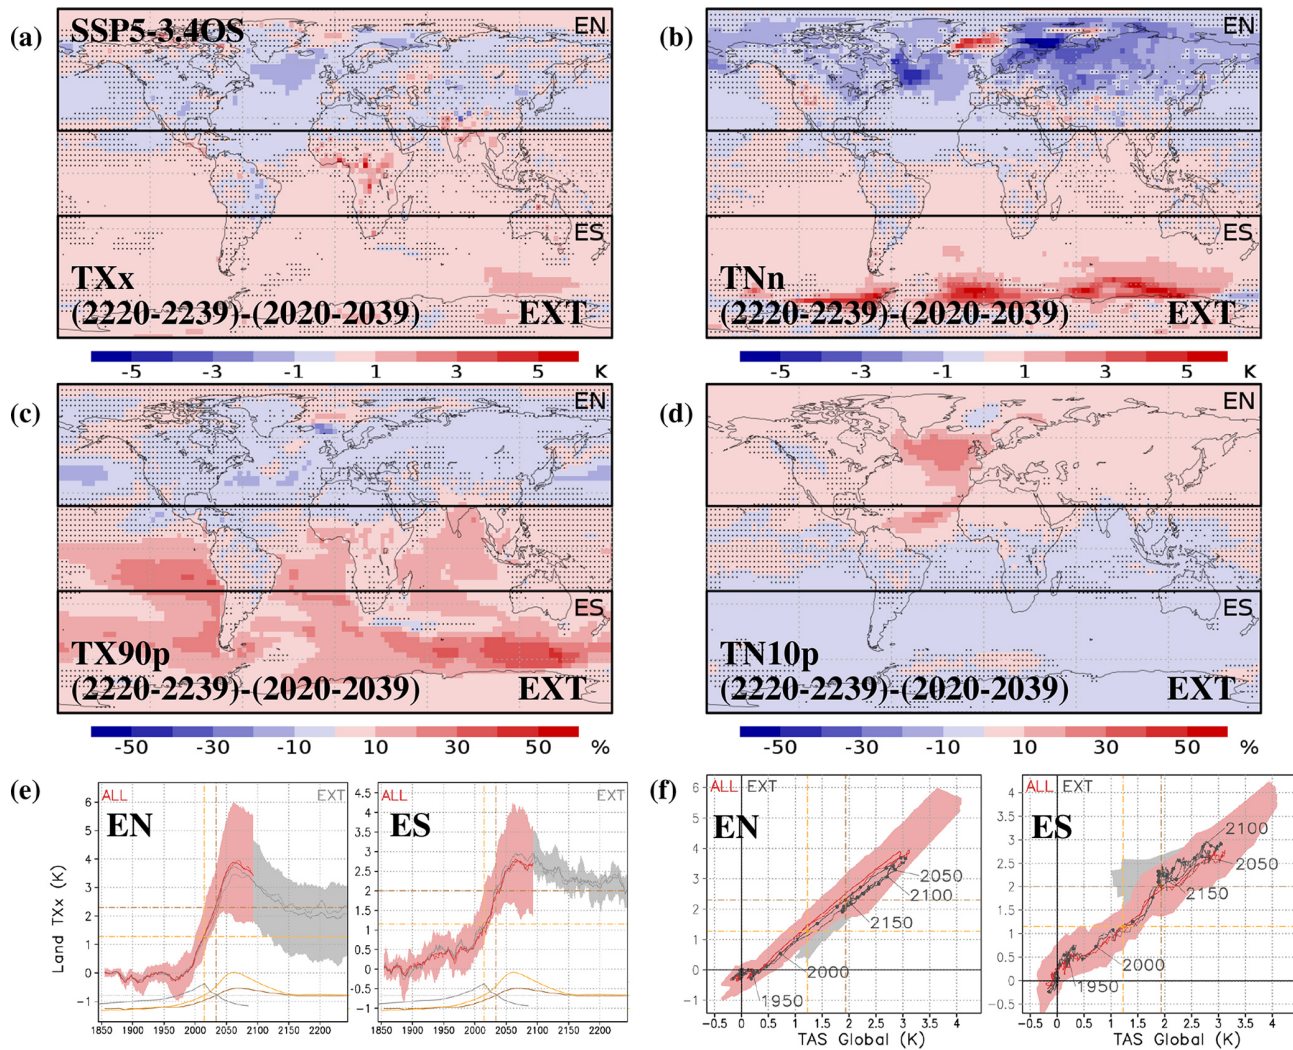 (a)
SSP5-3.4OS
EN
ES
TXx
(2220-2239)-(2020-2039) EXT
-5 -3 -1 1 3 5 K
(b)
EN
ES
TNn
(2220-2239)-(2020-2039) EXT
-5 -3 -1 1 3 5 K
(c)
EN
ES
TX90p
(2220-2239)-(2020-2039) EXT
-50 -30 -10 10 30 50 %
(d)
EN
ES
TN10p
(2220-2239)-(2020-2039) EXT
-50 -30 -10 10 30 50 %
(e)
ALL EXT
EN
Land TXx (K)
6
5
4
3
2
1
0
-1
1850 1900 1950 2000 2050 2100 2150 2200
ALL EXT
ES
4.5
4
3.5
3
2.5
2
1.5
1
0.5
0
-0.5
-1
1850 1900 1950 2000 2050 2100 2150 2200
(f)
ALL EXT
EN
6
5
4
3
2
1
0
-1
2050
2100
2150
2000
1950
-0.5 0 0.5 1 1.5 2 2.5 3 3.5 4
TAS Global (K)
ALL EXT
ES
4
3.5
3
2.5
2
1.5
1
0.5
0
-0.5
2100
2050
2150
2000
1950
-0.5 0 0.5 1 1.5 2 2.5 3 3.5 4
TAS Global (K)